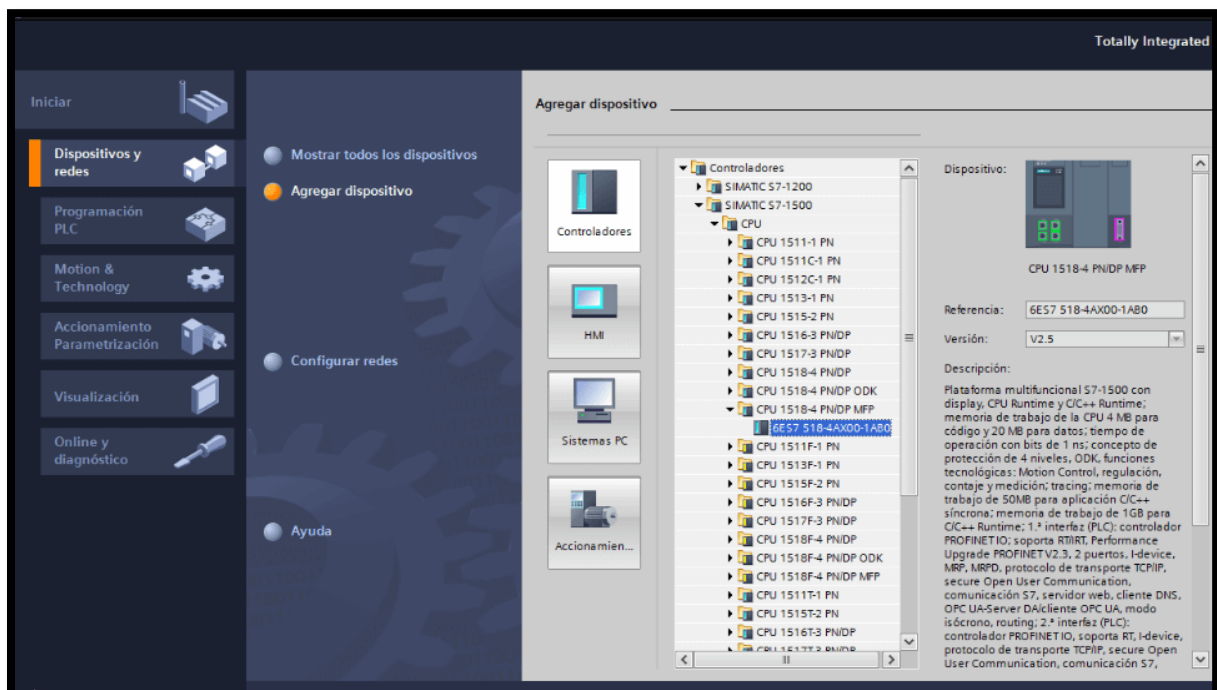 Totally Integrated
Iniciar
Dispositivos y
redes
Programación
PLC
Motion &
Technology
Accionamiento
Parametrización
Visualización
Online y
diagnóstico
Mostrar todos los dispositivos
Agregar dispositivo
Configurar redes
Ayuda
Agregar dispositivo
Controladores
HMI
Sistemas PC
Accionamien...
Controladores
SIMATIC S7-1200
SIMATIC S7-1500
CPU
CPU 1511-1 PN
CPU 1511C-1 PN
CPU 1512C-1 PN
CPU 1513-1 PN
CPU 1515-2 PN
CPU 1516-3 PN/DP
CPU 1517-3 PN/DP
CPU 1518-4 PN/DP
CPU 1518-4 PN/DP ODK
CPU 1518-4 PN/DP MFP
6ES7 518-4AX00-1AB0
CPU 1511F-1 PN
CPU 1513F-1 PN
CPU 1515F-2 PN
CPU 1516F-3 PN/DP
CPU 1517F-3 PN/DP
CPU 1518F-4 PN/DP
CPU 1518F-4 PN/DP ODK
CPU 1518F-4 PN/DP MFP
CPU 1511T-1 PN
CPU 1515T-2 PN
CPU 1516T-3 PN/DP
CPU 1517T-3 PN/DP
Dispositivo:
CPU 1518-4 PN/DP MFP
Referencia:
6ES7 518-4AX00-1AB0
Versión:
V2.5
Descripción:
Plataforma multifuncional S7-1500 con
display, CPU Runtime y C/C++ Runtime;
memoria de trabajo de la CPU 4 MB para
código y 20 MB para datos; tiempo de
operación con bits de 1 ns; concepto de
protección de 4 niveles, ODK, funciones
tecnológicas: Motion Control, regulación,
contaje y medición; tracing; memoria de
trabajo de 50MB para aplicación C/C++
síncrona; memoria de trabajo de 1GB para
C/C++ Runtime; 1.ª interfaz (PLC): controlador
PROFINET IO; soporta RT/IRT, Performance
Upgrade PROFINET V2.3, 2 puertos, I-device,
MRP, MRPD, protocolo de transporte TCP/IP,
secure Open User Communication,
comunicación S7, servidor web, cliente DNS,
OPC UA-Server DA/cliente OPC UA, modo
isócrono, routing; 2.ª interfaz (PLC):
controlador PROFINET IO, soporta RT, I-device,
protocolo de transporte TCP/IP, secure Open
User Communication, comunicación S7,